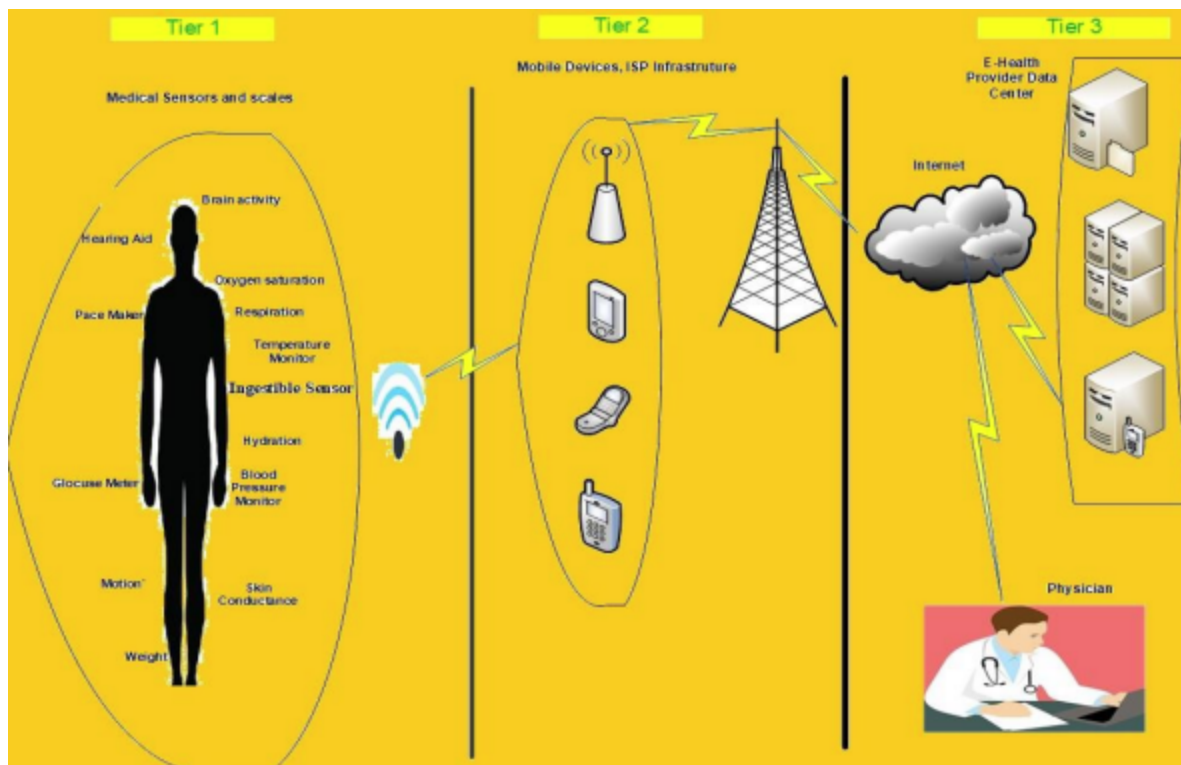 Tier 1
Tier 2
Tier 3
Medical Sensors and scales
Mobile Devices, ISP Infrastruture
E-Health
Provider Data
Center
Brain activity
Hearing Aid
Oxygen saturation
Pace Maker
Respiration
Temperature
Monitor
Ingestible Sensor
Hydration
Glocuse Meter
Blood
Pressure
Monitor
Motion
Skin
Conductance
Weight
Internet
Physician